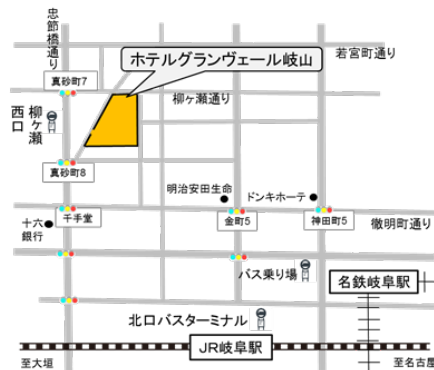 忠節橋通り
ホテルグランヴェール岐山
若宮町通り
真砂町7
柳ヶ瀬通り
柳ヶ瀬
西口
真砂町8
明治安田生命
ドンキホーテ
千手堂
金町5
神田町5
徹明町通り
十六
銀行
バス乗り場
名鉄岐阜駅
北口バスターミナル
JR岐阜駅
至大垣
至名古屋